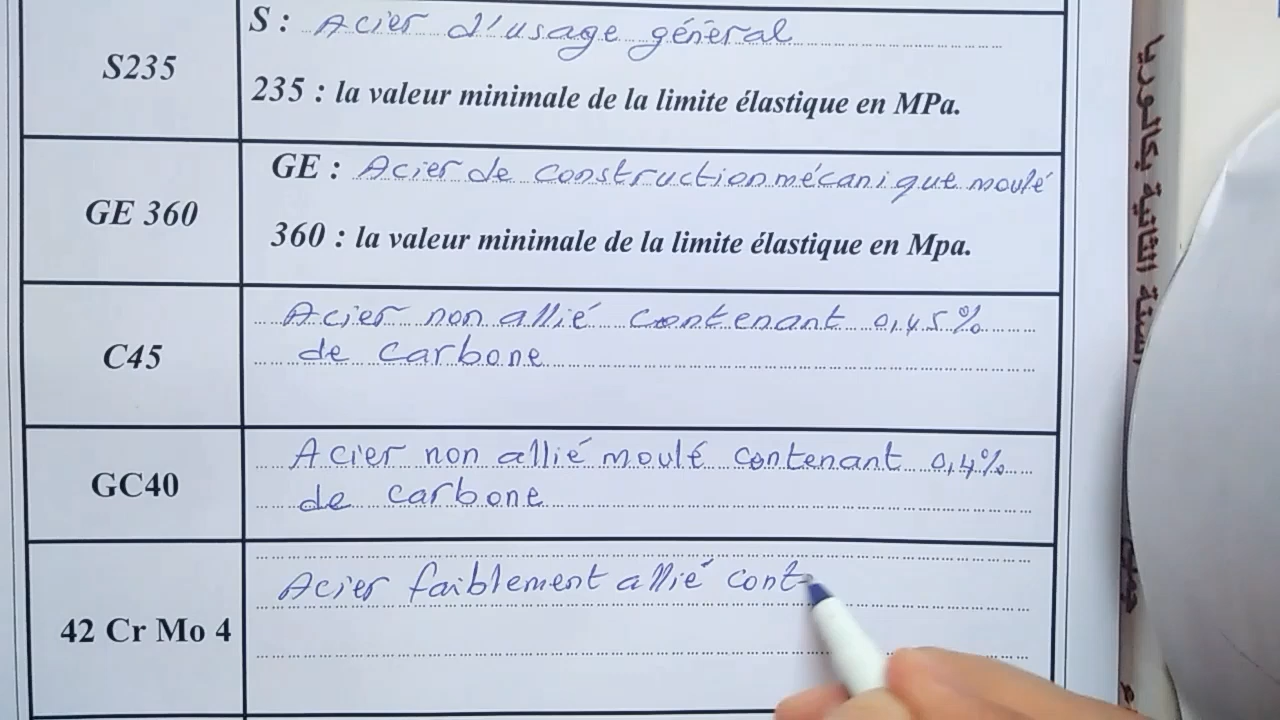 S : Acier d'usage général
S235
235 : la valeur minimale de la limite élastique en MPa.
GE : Acier de construction mécanique moulé
GE 360
360 : la valeur minimale de la limite élastique en Mpa.
Acier non allié contenant 0,45%
C45
de carbone
Acier non allié moulé contenant 0,4%
GC40
de carbone
Acier faiblement allié cont
42 Cr Mo 4
السنة الثانية بكالوريا